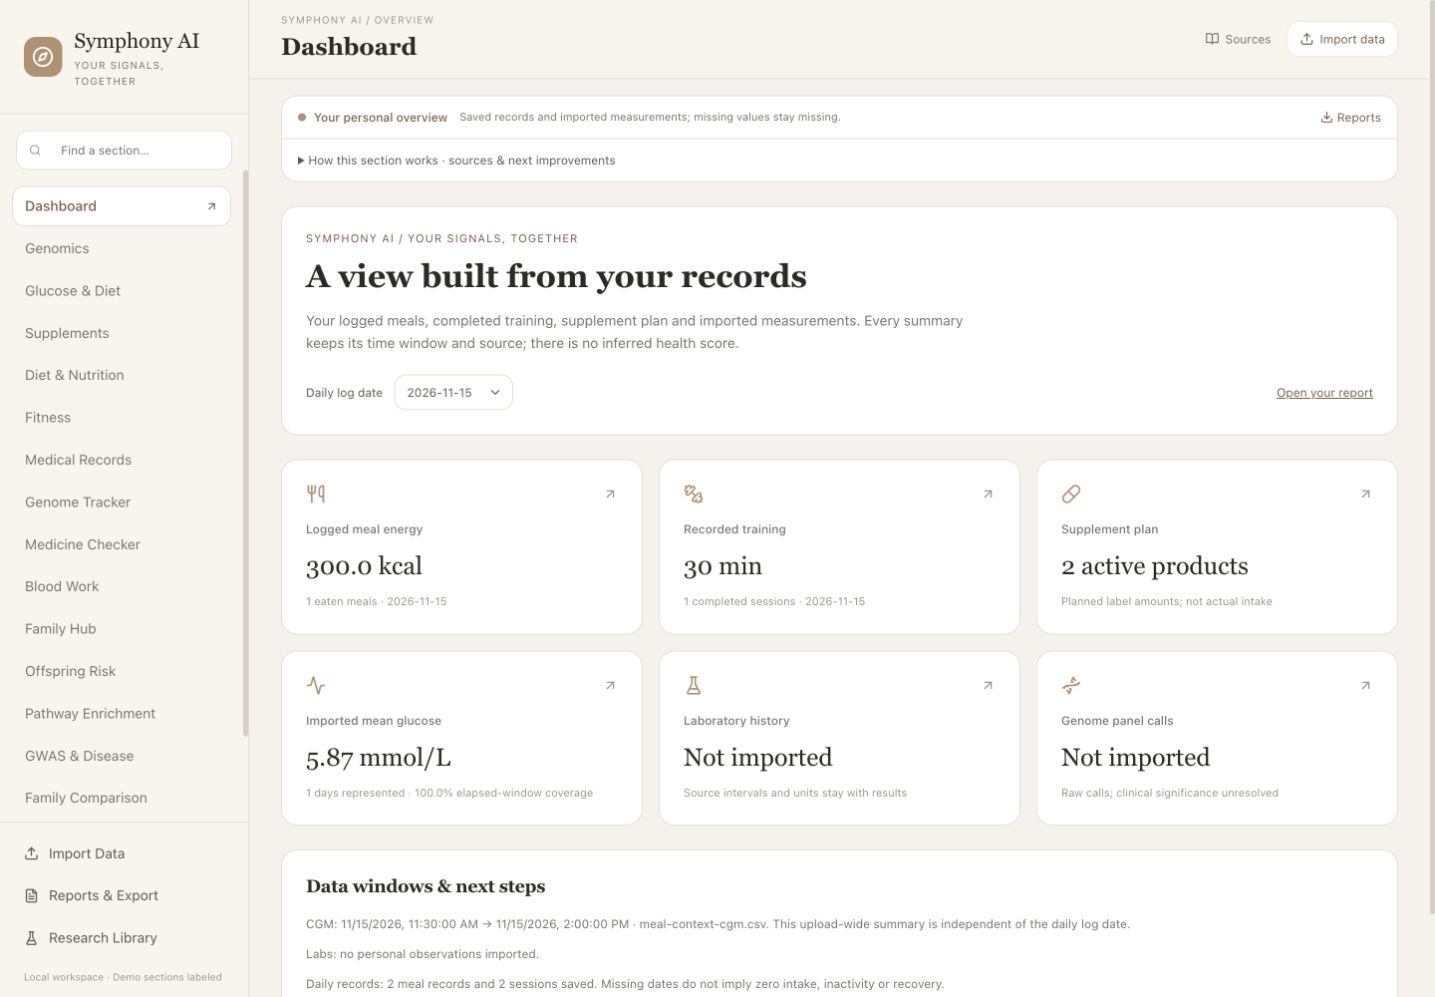 Symphony AI
YOUR SIGNALS,
TOGETHER
Find a section...
Dashboard
Genomics
Glucose & Diet
Supplements
Diet & Nutrition
Fitness
Medical Records
Genome Tracker
Medicine Checker
Blood Work
Family Hub
Offspring Risk
Pathway Enrichment
GWAS & Disease
Family Comparison
Import Data
Reports & Export
Research Library
Local workspace · Demo sections labeled
SYMPHONY AI / OVERVIEW
Dashboard
Sources
Import data
Your personal overview Saved records and imported measurements; missing values stay missing.
Reports
How this section works · sources & next improvements
SYMPHONY AI / YOUR SIGNALS, TOGETHER
A view built from your records
Your logged meals, completed training, supplement plan and imported measurements. Every summary
keeps its time window and source; there is no inferred health score.
Daily log date 2026-11-15
Open your report
Logged meal energy
300.0 kcal
1 eaten meals · 2026-11-15
Recorded training
30 min
1 completed sessions · 2026-11-15
Supplement plan
2 active products
Planned label amounts; not actual intake
Imported mean glucose
5.87 mmol/L
1 days represented · 100.0% elapsed-window coverage
Laboratory history
Not imported
Source intervals and units stay with results
Genome panel calls
Not imported
Raw calls; clinical significance unresolved
Data windows & next steps
CGM: 11/15/2026, 11:30:00 AM → 11/15/2026, 2:00:00 PM · meal-context-cgm.csv. This upload-wide summary is independent of the daily log date.
Labs: no personal observations imported.
Daily records: 2 meal records and 2 sessions saved. Missing dates do not imply zero intake, inactivity or recovery.